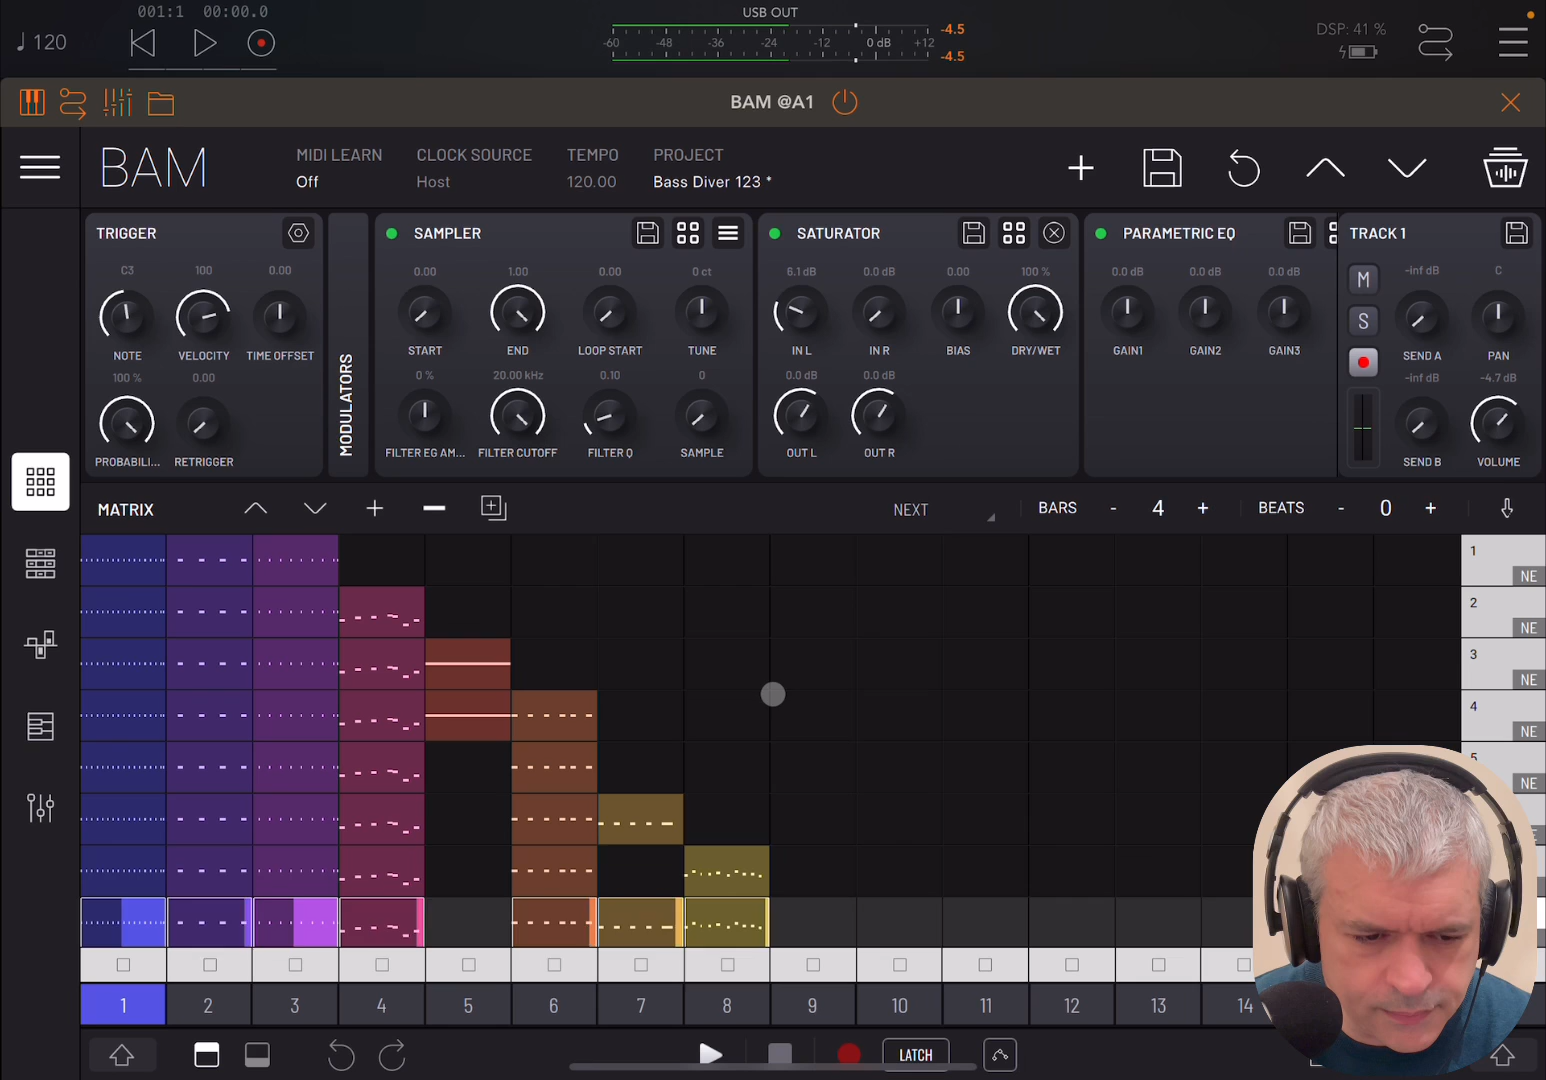 001:1 00:00.0
USB OUT
120
-60 -48 -36 -24 -12 0 dB +12
-4.5
-4.5
DSP: 41 %
BAM @A1
BAM
MIDI LEARN CLOCK SOURCE TEMPO PROJECT
Off Host 120.00 Bass Diver 123 *
TRIGGER
C3 100 0.00
NOTE VELOCITY TIME OFFSET
100 % 0.00
PROBABILI... RETRIGGER
MODULATORS
SAMPLER
0.00 1.00 0.00 0 ct
START END LOOP START TUNE
0 % 20.00 kHz 0.10 0
FILTER EG AM... FILTER CUTOFF FILTER Q SAMPLE
SATURATOR
6.1 dB 0.0 dB 0.00 100 %
IN L IN R BIAS DRY/WET
0.0 dB 0.0 dB
OUT L OUT R
PARAMETRIC EQ
0.0 dB 0.0 dB 0.0 dB
GAIN1 GAIN2 GAIN3
TRACK 1
M -inf dB C
S SEND A PAN
-inf dB -4.7 dB
SEND B VOLUME
MATRIX NEXT BARS - 4 + BEATS - 0 +
1
NE
2
NE
3
NE
4
NE
5
NE
1 2 3 4 5 6 7 8 9 10 11 12 13 14
LATCH